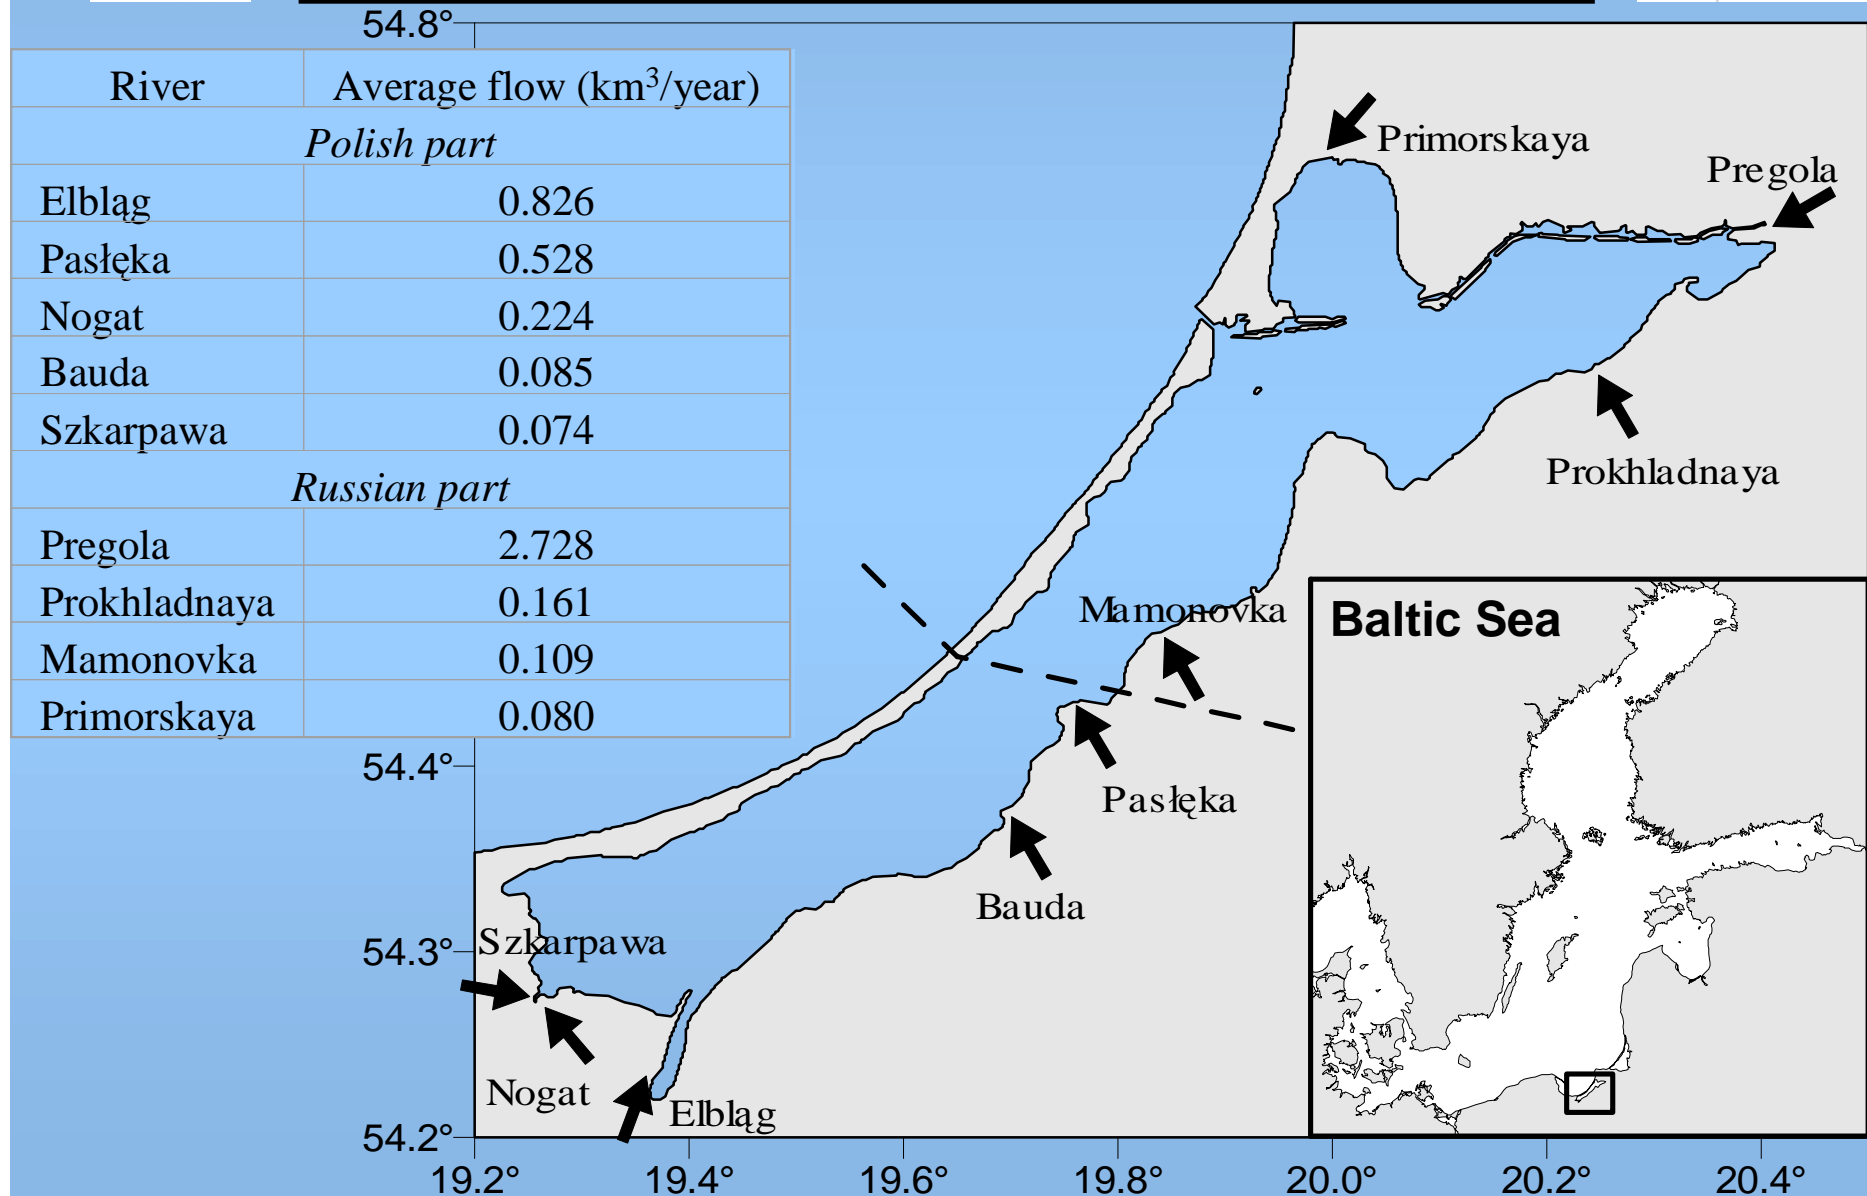 54.8°
River Average flow (km³/year)
Polish part
Elbląg 0.826
Pasłęka 0.528
Nogat 0.224
Bauda 0.085
Szkarpawa 0.074
Russian part
Pregola 2.728
Prokhladnaya 0.161
Mamonovka 0.109
Primorskaya 0.080
Primorskaya
Pregola
Prokhladnaya
Mamonovka
Baltic Sea
54.4°
Pasłęka
Bauda
Szkarpawa
54.3°
Nogat
Elbląg
54.2°
19.2° 19.4° 19.6° 19.8° 20.0° 20.2° 20.4°